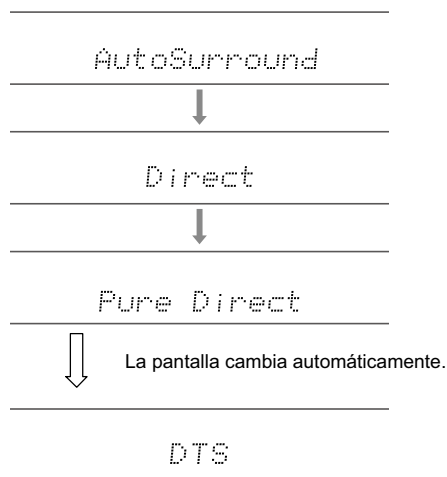 AutoSurround
Direct
Pure Direct
La pantalla cambia automáticamente.
DTS